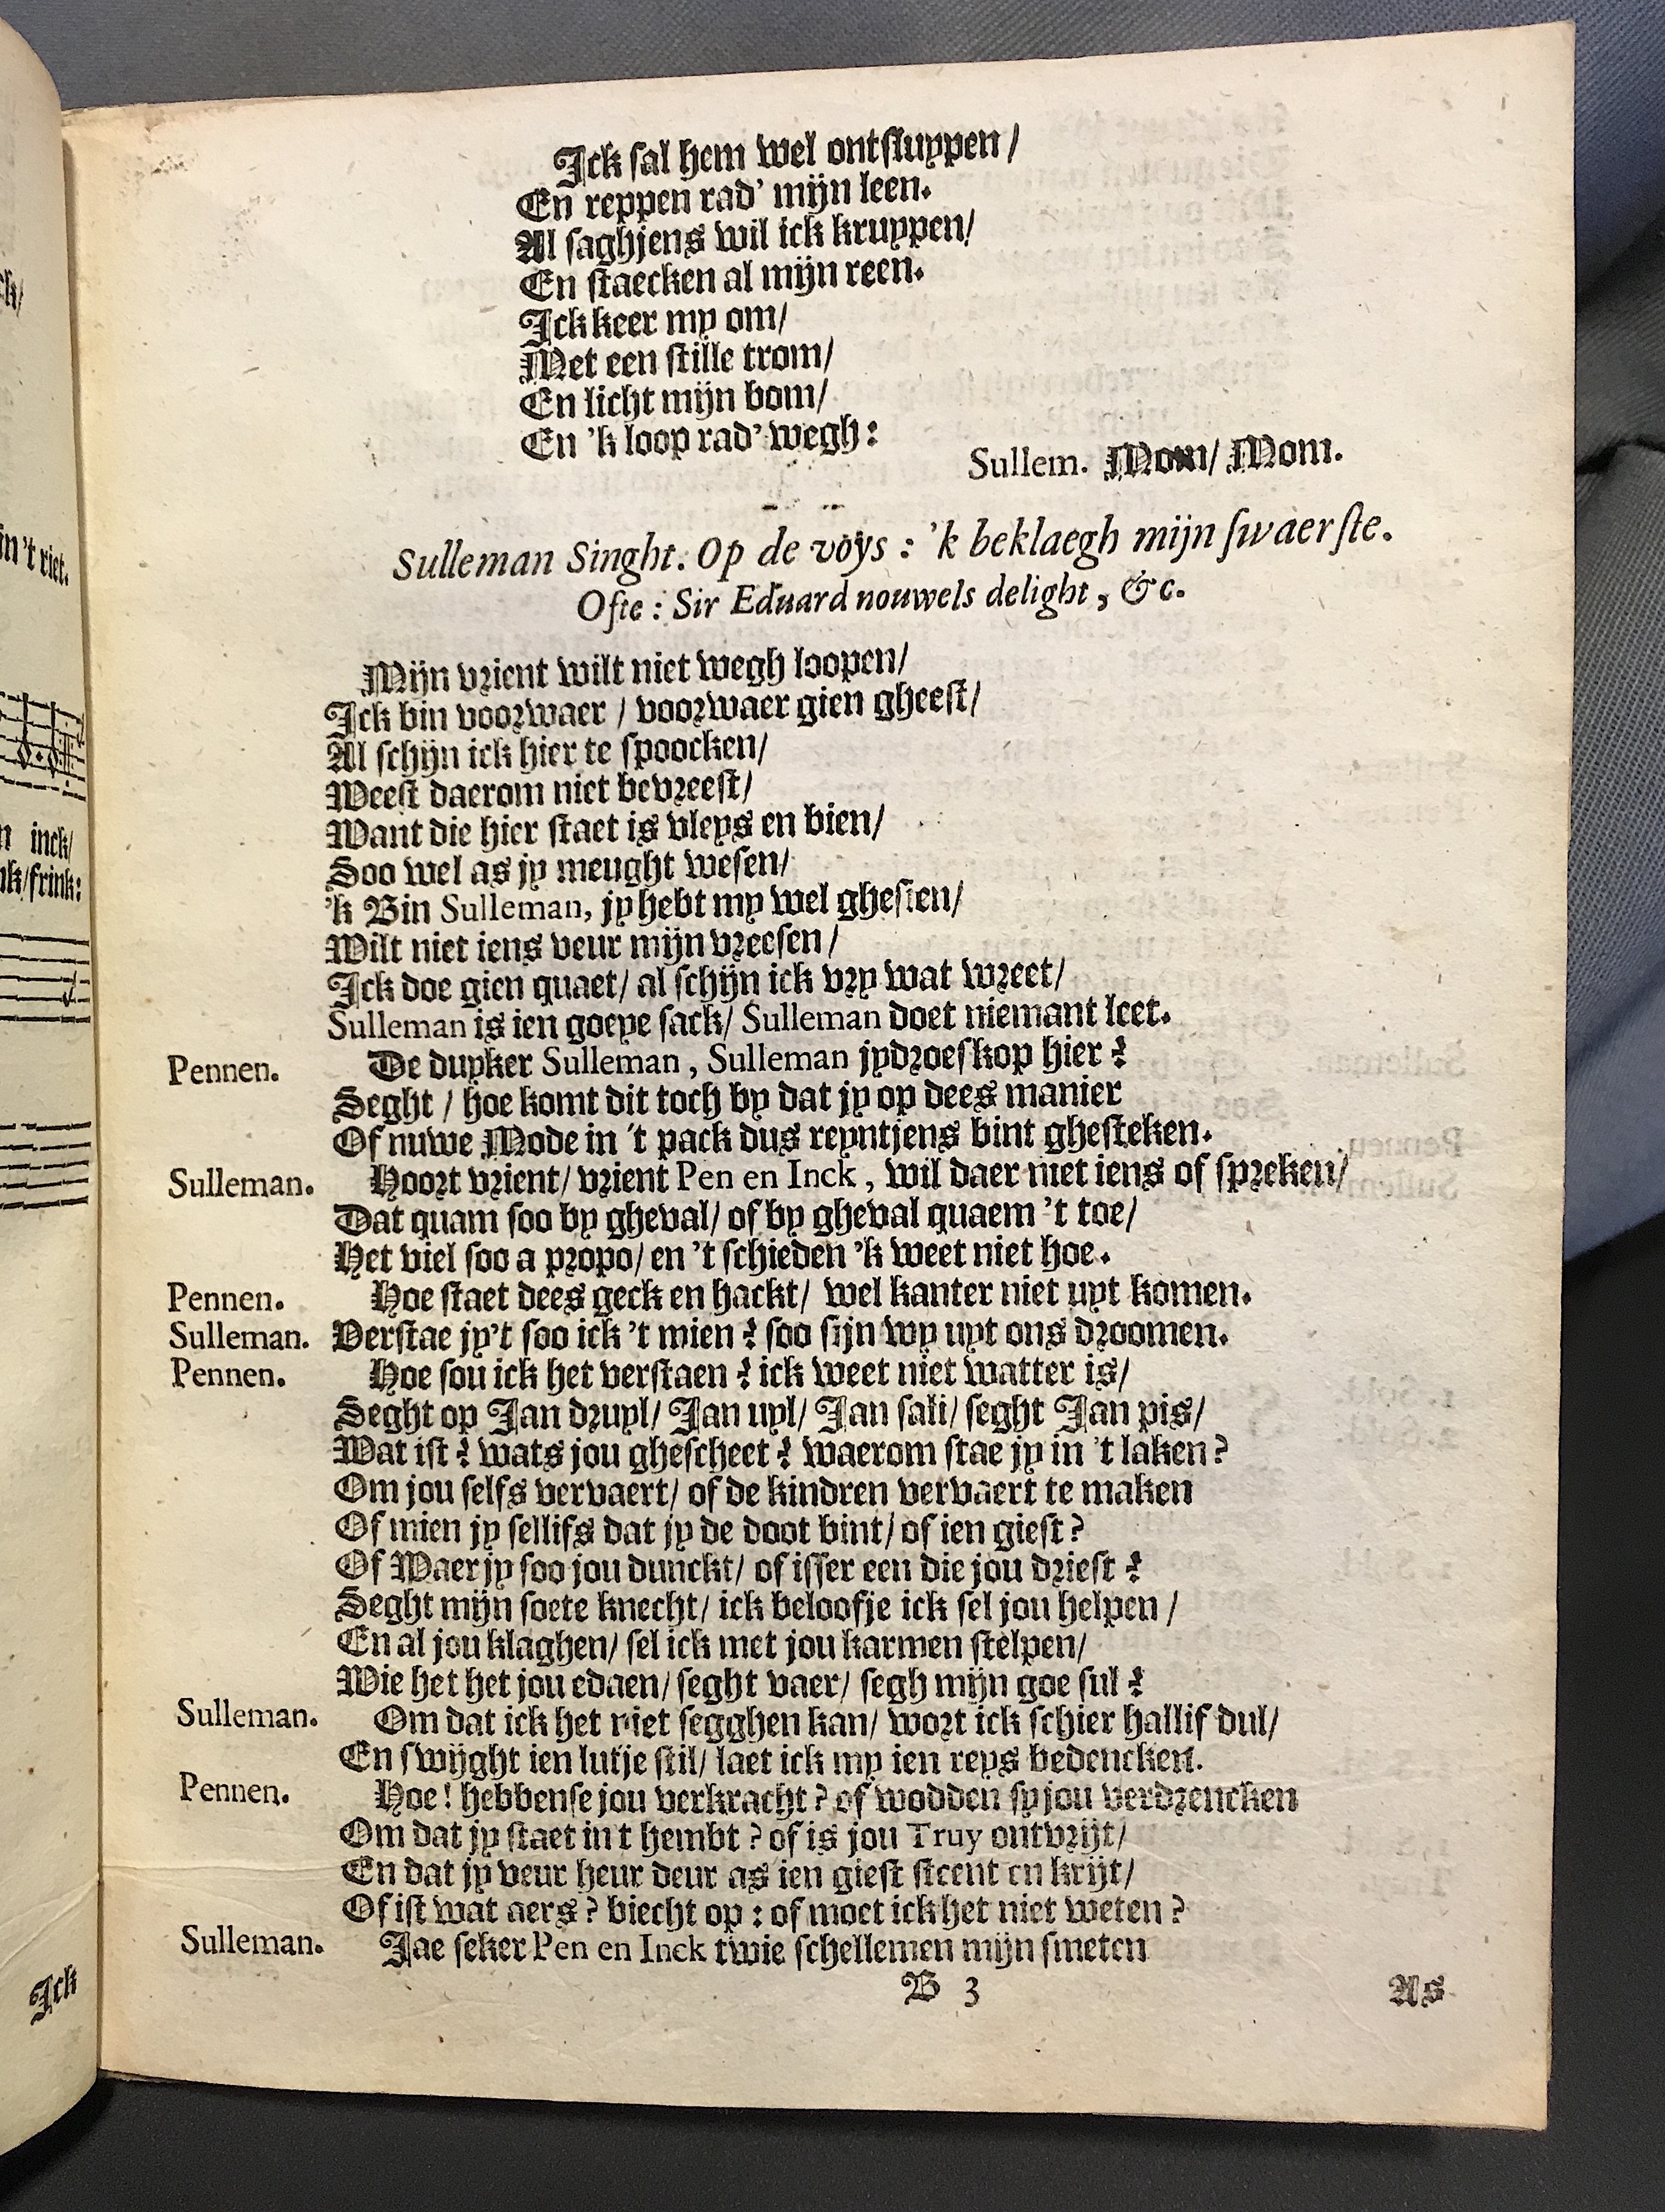 Ick sal hem wel ontsluypen/
En reppen rad' mijn leen.
Al saghjens wil ick kruypen/
En staecken al mijn reen.
Ick keer my om/
Met een stille trom/
En licht mijn bom/
En 'k loop rad' wegh:
Sullem. Mom/ Mom.
Sulleman Singht. Op de voys: 'k beklaegh mijn swaerste.
Ofte: Sir Eduard nouwels delight, &c.
Mijn vrient wilt niet wegh loopen/
Ick bin voorwaer / voorwaer gien gheest/
Al schijn ick hier te spoocken/
Weest daerom niet bevreest/
Want die hier staet is vleys en bien/
Soo wel as jy meught wesen/
'k Bin Sulleman, jy hebt my wel ghesien/
Wilt niet iens veur mijn vreesen/
Ick doe gien quaet/ al schijn ick vry wat wreet/
Sulleman is ien goeye sack/ Sulleman doet niemant leet.
Pennen. De duyker Sulleman, Sulleman jy droeskop hier?
Seght / hoe komt dit toch by dat jy op dees manier
Of nuwe Mode in 't pack dus reyntjens bint ghesteken.
Sulleman. Hoort vrient/ vrient Pen en Inck, wil daer niet iens of spreken/
Dat quam soo by gheval/ of by gheval quaem 't toe/
Het viel soo a propo/ en 't schieden 'k weet niet hoe.
Pennen. Hoe staet dees geck en hackt/ wel kanter niet uyt komen.
Sulleman. Verstae jy't soo ick 't mien? soo sijn wy uyt ons droomen.
Pennen. Hoe sou ick het verstaen? ick weet niet watter is/
Seght op Jan druyl/ Jan uyl/ Jan sali/ seght Jan pis/
Wat ist? wats jou ghescheet? waerom stae jy in 't laken?
Om jou selfs vervaert/ of de kindren vervaert te maken
Of mien jy sellifs dat jy de doot bint/ of ien giest?
Of Waer jy soo jou dunckt/ of isser een die jou driest?
Seght mijn soete knecht/ ick beloofje ick sel jou helpen /
En al jou klaghen/ sel ick met jou karmen stelpen/
Wie het het jou edaen/ seght vaer/ segh mijn goe sul?
Sulleman. Om dat ick het niet segghen kan/ wort ick schier hallif dul/
En swijght ien lutje stil/ laet ick my ien reys bedencken.
Pennen. Hoe! hebbense jou verkracht? of wodden sy jou verdrencken
Om dat jy staet in t hembt? of is jou Truy ontvrijt/
En dat jy veur heur deur as ien giest steent en krijt/
Of ist wat aers? biecht op: of moet ick het niet weten?
Sulleman. Jae seker Pen en Inck twie schellemen mijn smeten
B 3
As
ck/
in 't riet.
n inck/
nk/frink:
Ick